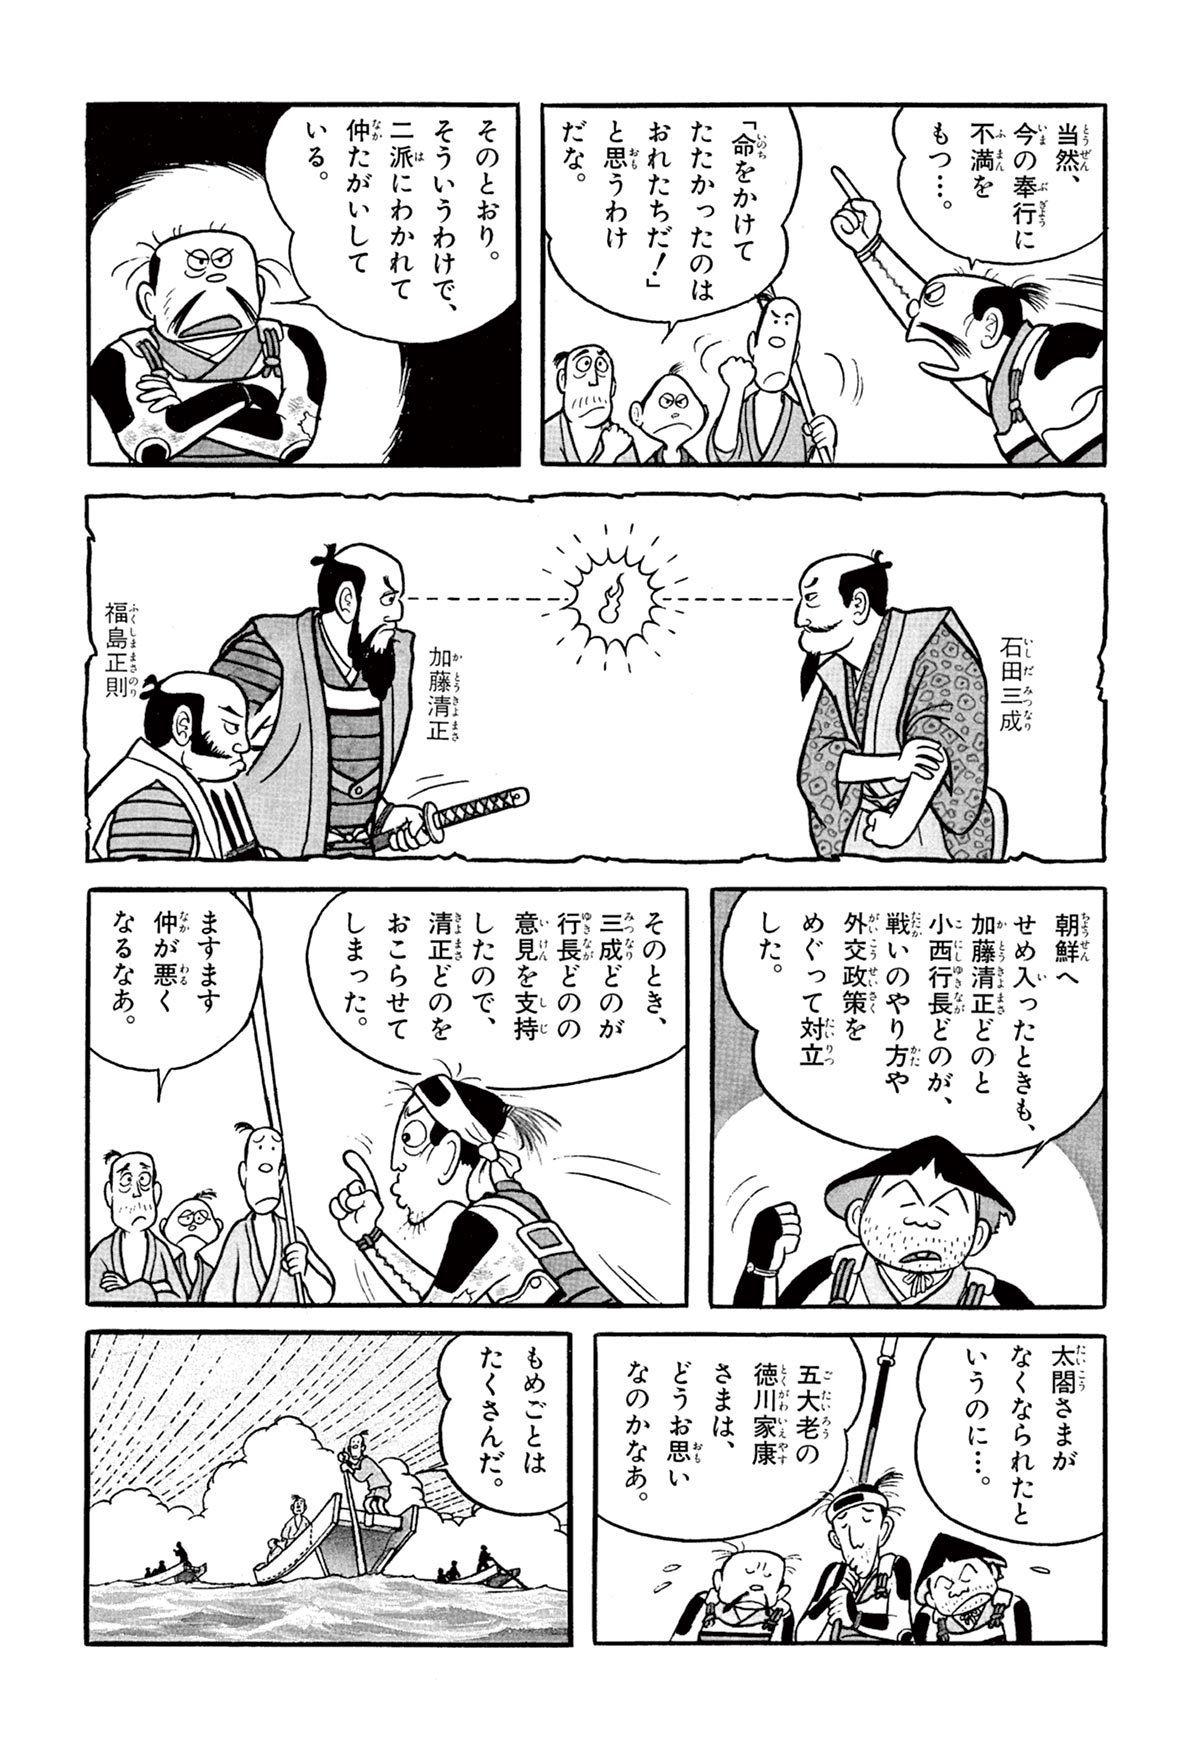 当然、
今の奉行に
不満を
もつ…。
「命をかけて
たたかったのは
おれたちだ！」
と思うわけ
だな。
そのとおり。
そういうわけで、
二派にわかれて
仲たがいして
いる。
石田三成
加藤清正
福島正則
朝鮮へ
せめ入ったときも、
加藤清正どのと
小西行長どのが、
戦いのやり方や
外交政策を
めぐって対立
した。
そのとき、
三成どのが
行長どのの
意見を支持
したので、
清正どのを
おこらせて
しまった。
ますます
仲が悪く
なるなあ。
太閤さまが
なくなられたと
いうのに…。
五大老の
徳川家康
さまは、
どうお思い
なのかなあ。
もめごとは
たくさんだ。